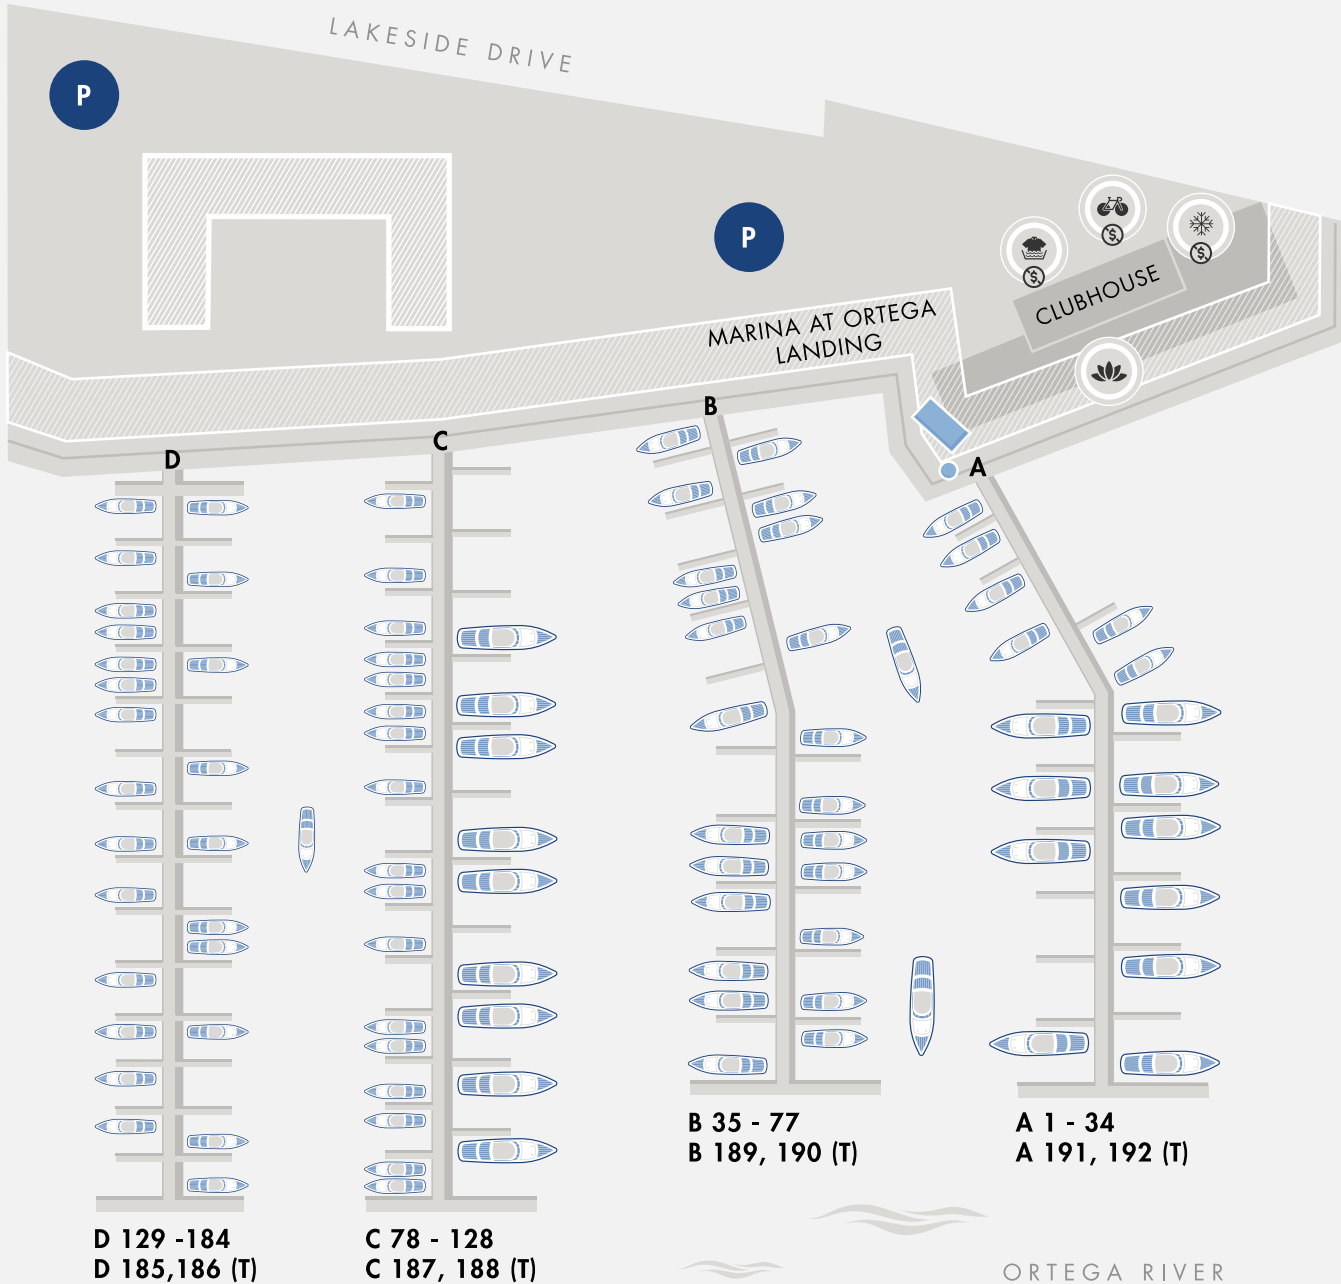 LAKESIDE DRIVE
P
P
CLUBHOUSE
MARINA AT ORTEGA
LANDING
B
C
D
A
B 35 - 77
B 189, 190 (T)
A 1 - 34
A 191, 192 (T)
D 129 -184
D 185,186 (T)
C 78 - 128
C 187, 188 (T)
ORTEGA RIVER